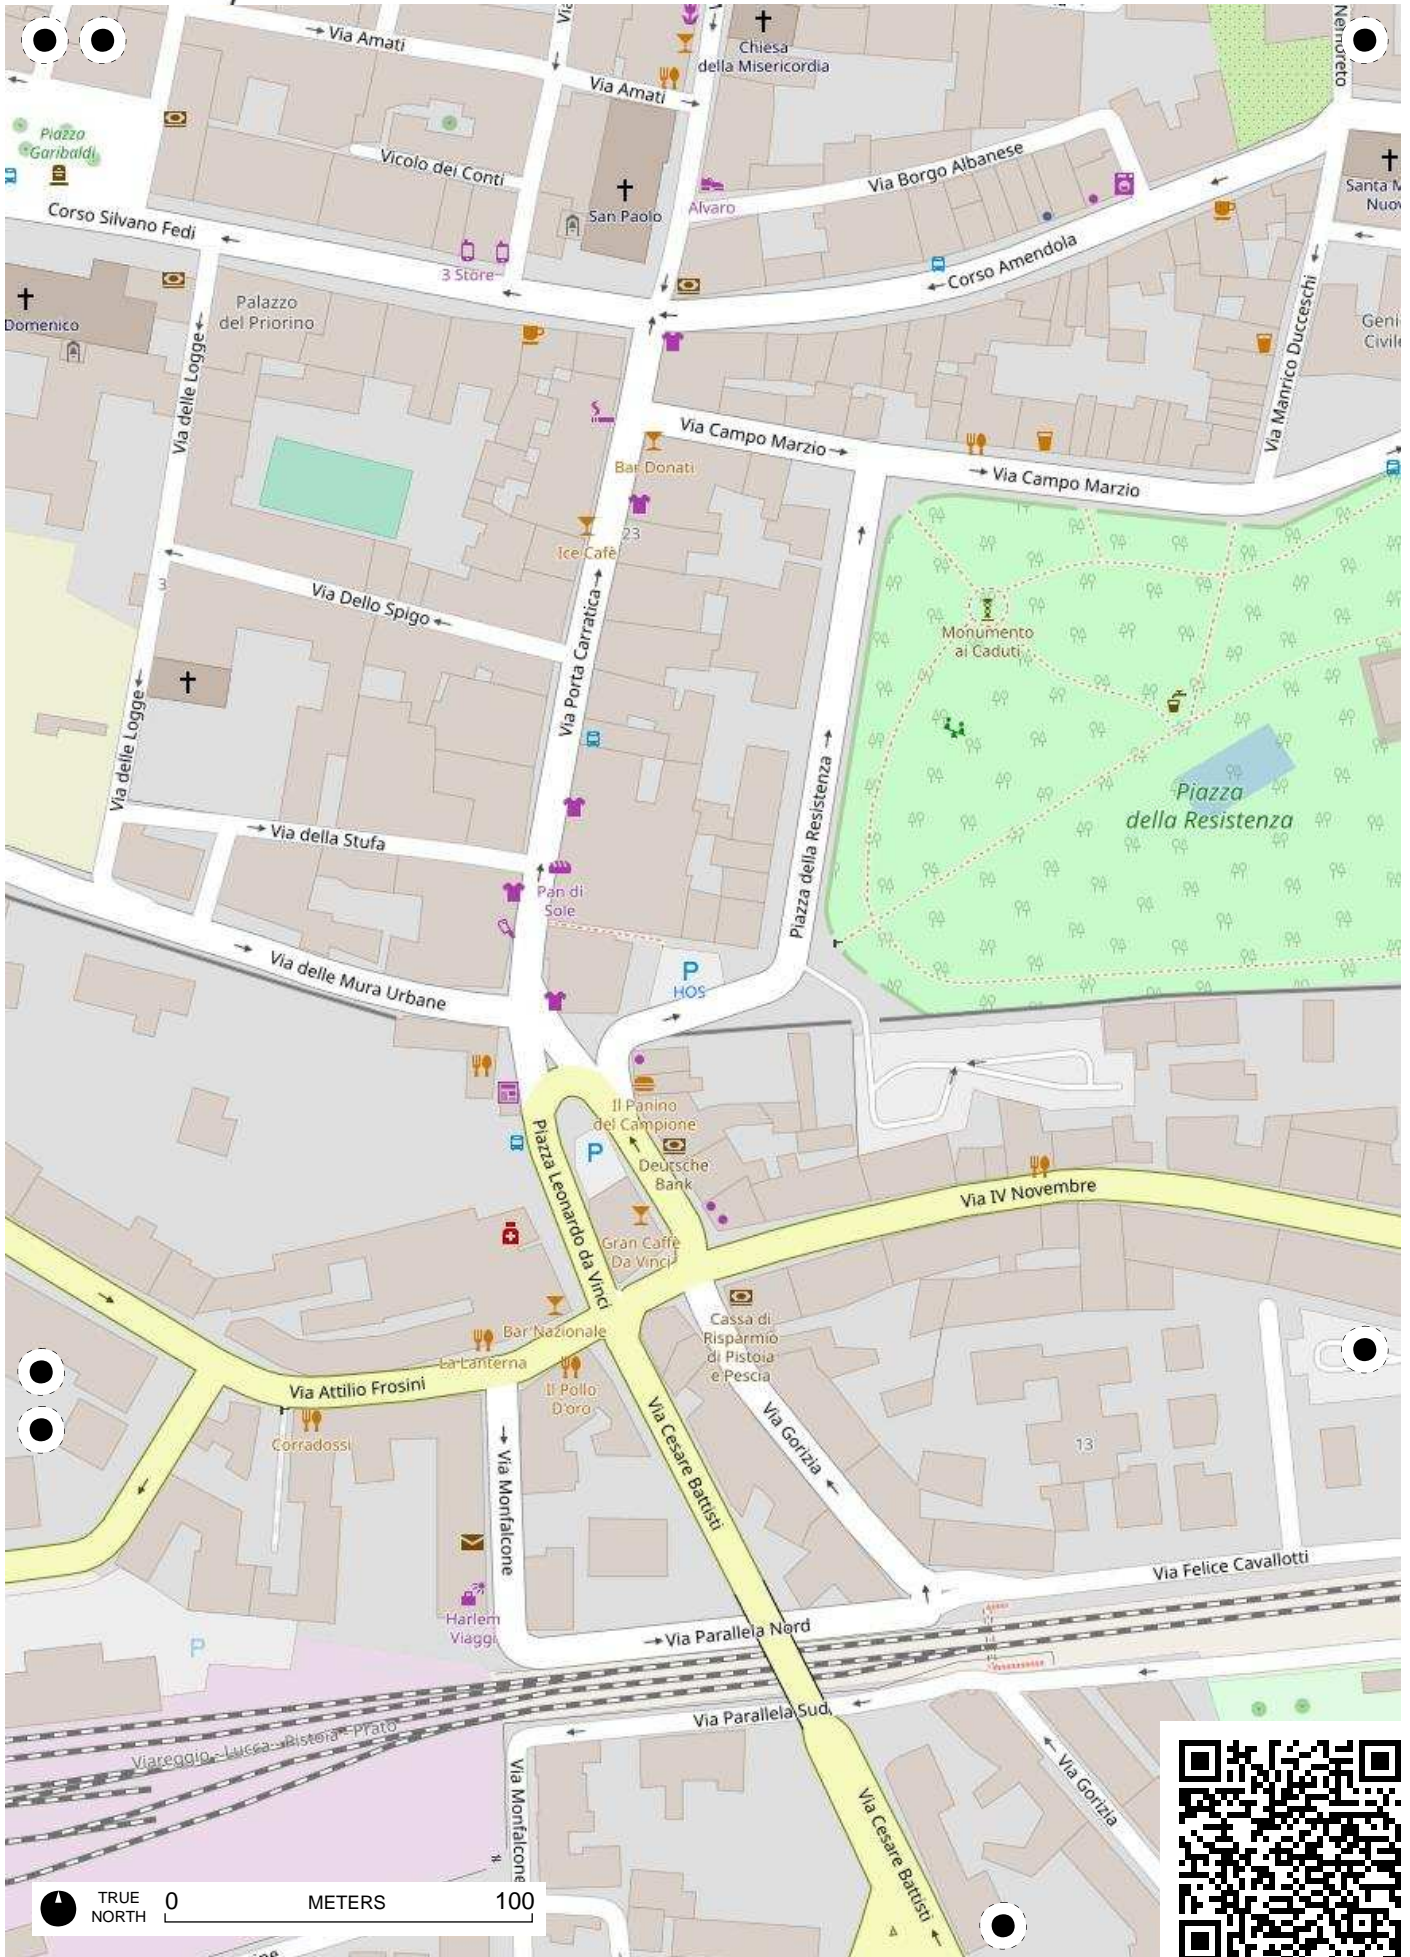 Via Amati
Via Amati
Chiesa
della Misericordia
Piazza
Garibaldi
Vicolo dei Conti
San Paolo
Alvaro
Via Borgo Albanese
Corso Silvano Fedi
3 Store
Corso Amendola
Domenico
Palazzo
del Priorino
Via delle Logge
Via Manrico Ducceschi
Via Campo Marzio
Via Campo Marzio
Bar Donati
23
Ice Cafè
3
Via Dello Spigo
Via Porta Carratica
Monumento
ai Caduti
Via delle Logge
Piazza
della Resistenza
Piazza della Resistenza
Via della Stufa
Pan di
Sole
Via delle Mura Urbane
P
HOS
Il Panino
del Campione
P
Deutsche
Bank
Piazza Leonardo da Vinci
Via IV Novembre
Gran Caffè
Da Vinci
Bar Nazionale
La Lanterna
Cassa di
Risparmio
di Pistoia
e Pescia
Via Attilio Frosini
Il Pollo
D'oro
Corradossi
Via Monfalcone
Via Cesare Battisti
Via Gorizia
13
Via Felice Cavallotti
Harlem
Viaggi
P
Via Parallela Nord
Via Parallela Sud
Viareggio - Lucca - Pistoia - Prato
Via Monfalcone
Via Gorizia
Via Cesare Battisti
TRUE
NORTH
0 METERS 100